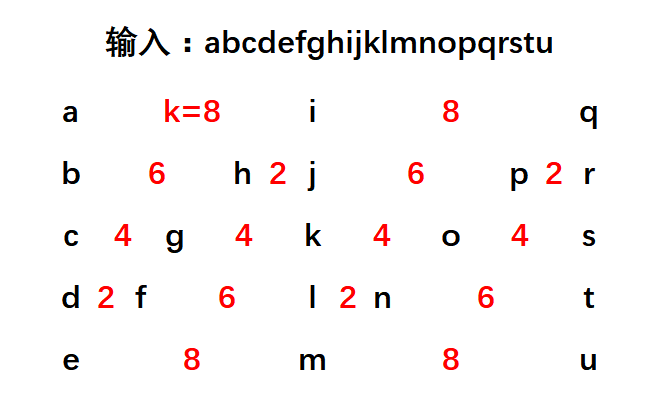 输入：abcdefghijklmnopqrstu
a k=8 i 8 q
b 6 h 2 j 6 p 2 r
c 4 g 4 k 4 o 4 s
d 2 f 6 l 2 n 6 t
e 8 m 8 u